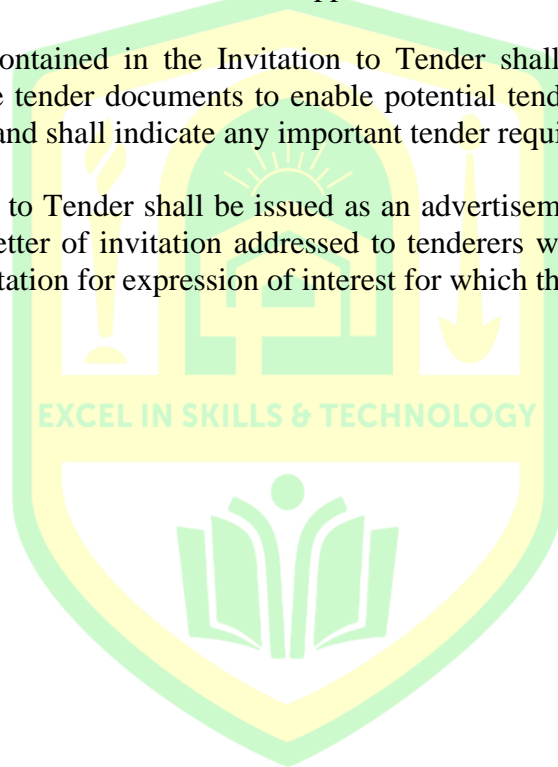 ontained in the Invitation to Tender shall
e tender documents to enable potential tend
and shall indicate any important tender requi
to Tender shall be issued as an advertisem
etter of invitation addressed to tenderers w
tation for expression of interest for which th
EXCEL IN SKILLS & TECHNOLOGY